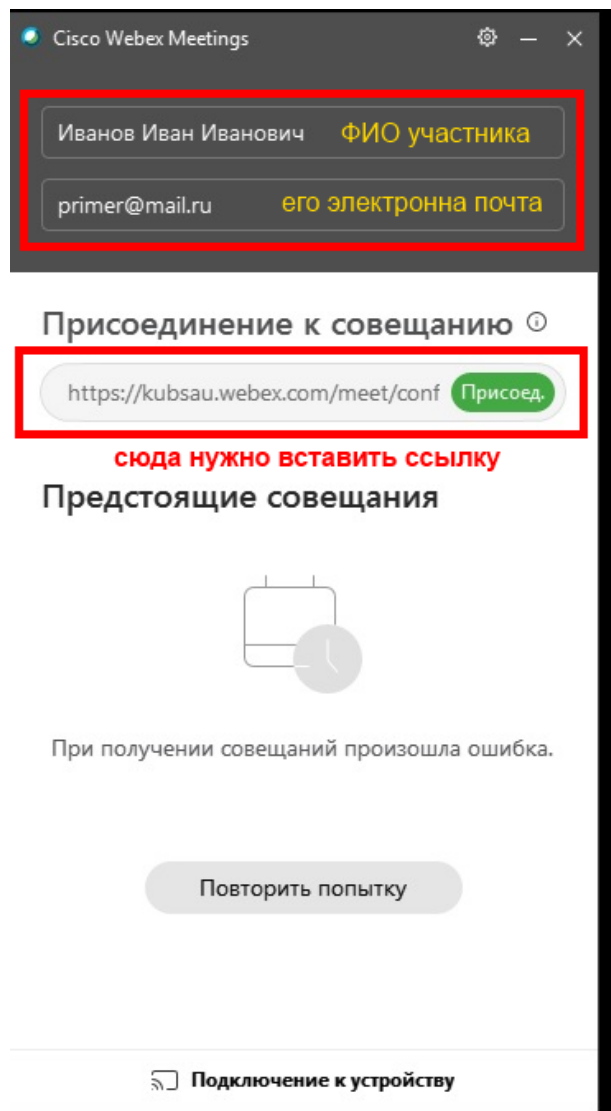 Cisco Webex Meetings
Иванов Иван Иванович ФИО участника
primer@mail.ru его электронна почта
Присоединение к совещанию
https://kubsau.webex.com/meet/conf Присоед.
сюда нужно вставить ссылку
Предстоящие совещания
При получении совещаний произошла ошибка.
Повторить попытку
Подключение к устройству